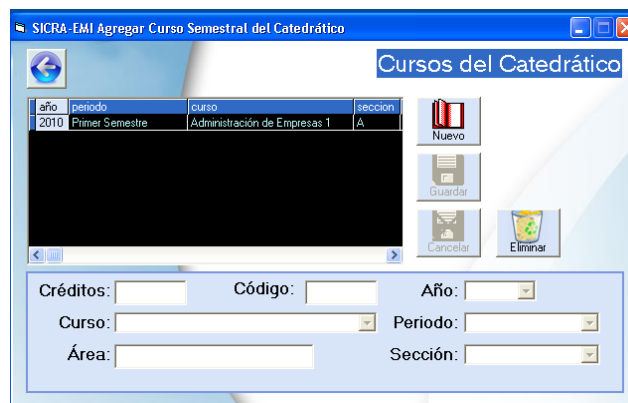 SICRA-EMI Agregar Curso Semestral del Catedrático
Cursos del Catedrático
año periodo curso seccion
2010 Primer Semestre Administración de Empresas 1 A
Nuevo
Guardar
Cancelar
Eliminar
Créditos: Código: Año:
Curso: Periodo:
Área: Sección: